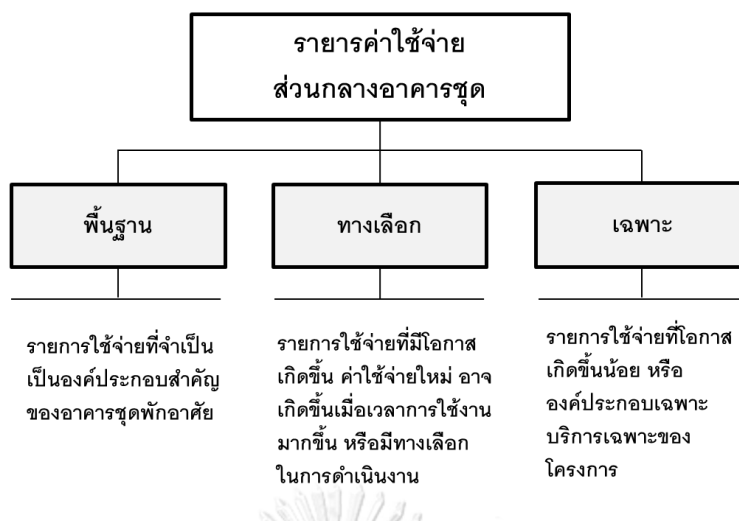 รายารค่าใช้จ่าย
ส่วนกลางอาคารชุด
พื้นฐาน
ทางเลือก
เฉพาะ
รายการใช้จ่ายที่จำเป็น
เป็นองค์ประกอบสำคัญ
ของอาคารชุดพักอาศัย
รายการใช้จ่ายที่มีโอกาส
เกิดขึ้น ค่าใช้จ่ายใหม่ อาจ
เกิดขึ้นเมื่อเวลาการใช้งาน
มากขึ้น หรือมีทางเลือก
ในการดำเนินงาน
รายการใช้จ่ายที่โอกาส
เกิดขึ้นน้อย หรือ
องค์ประกอบเฉพาะ
บริการเฉพาะของ
โครงการ